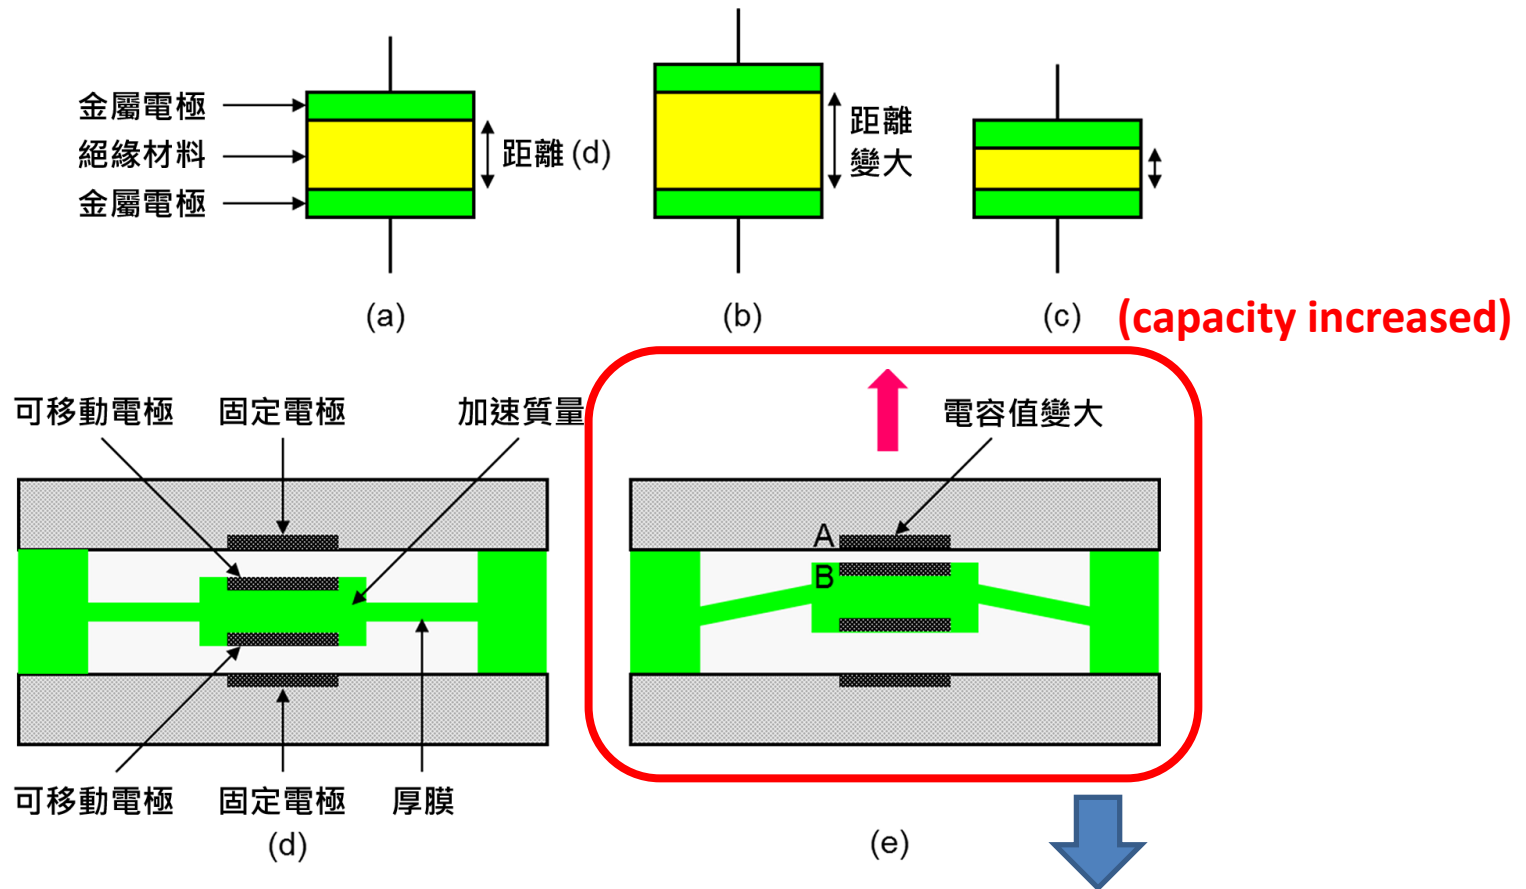 金屬電極
絕緣材料
金屬電極
距離 (d)
距離
變大
(a)
(b)
(c)
(capacity increased)
可移動電極
固定電極
加速質量
電容值變大
A
B
可移動電極
固定電極
厚膜
(d)
(e)